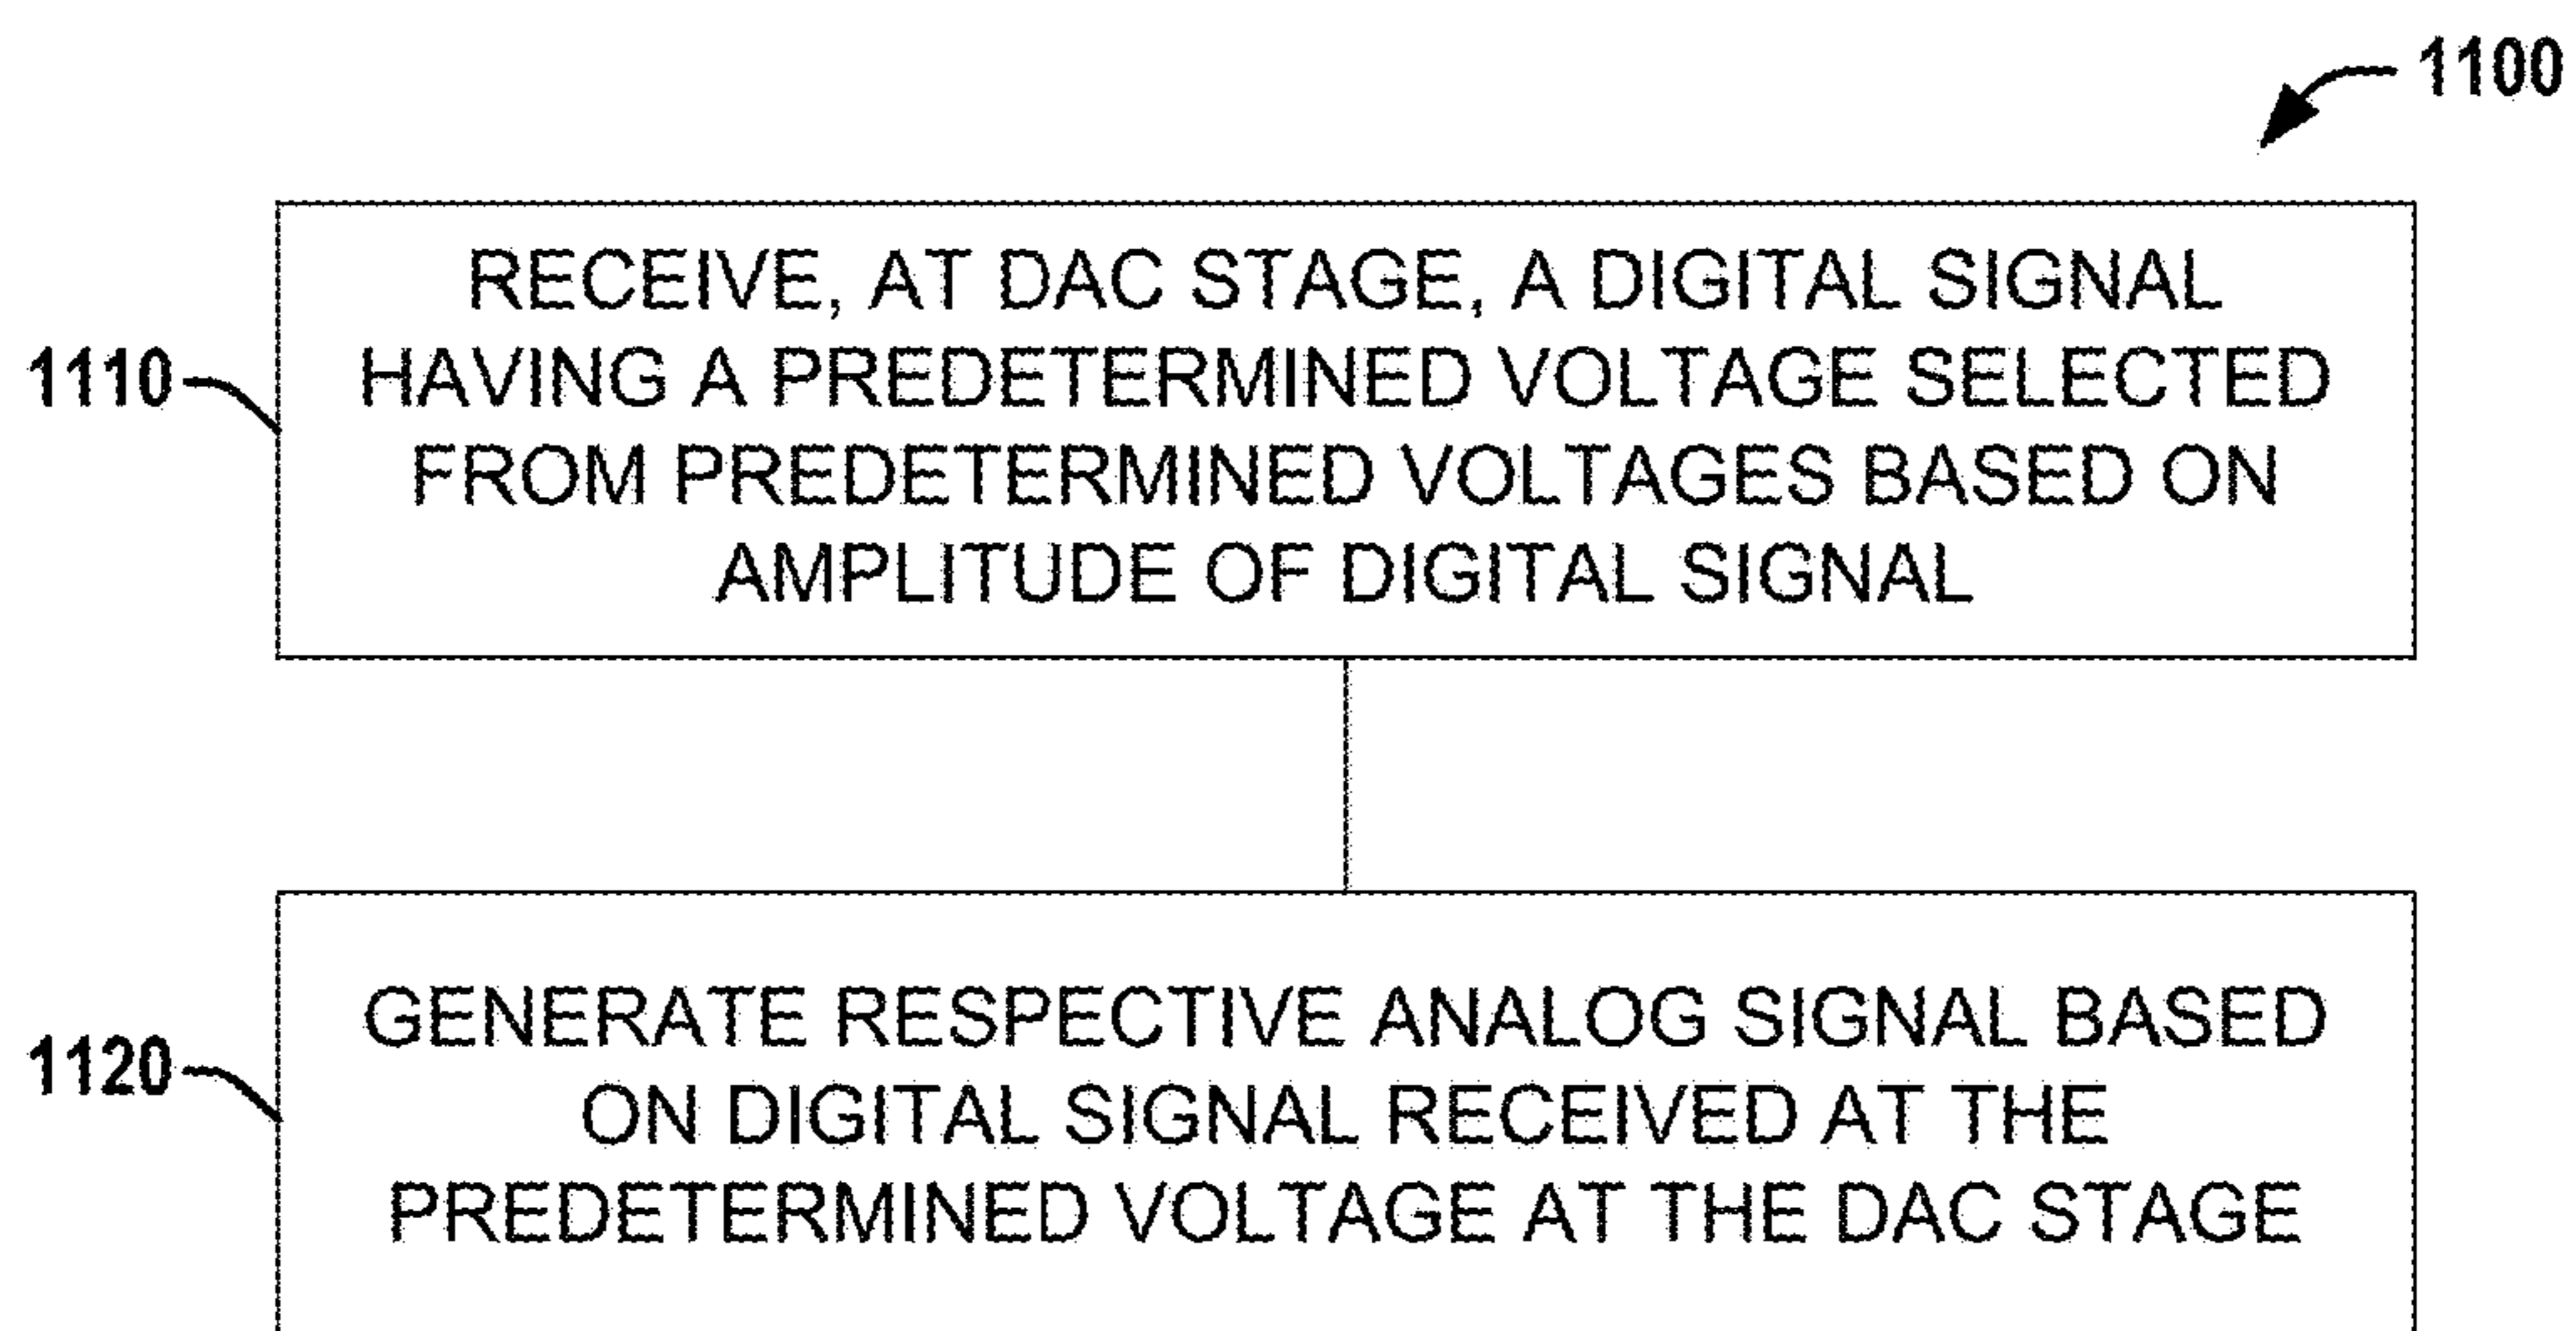 1100
RECEIVE, AT DAC STAGE, A DIGITAL SIGNAL
HAVING A PREDETERMINED VOLTAGE SELECTED
1110
FROM PREDETERMINED VOLTAGES BASED ON
AMPLITUDE OF DIGITAL SIGNAL
GENERATE RESPECTIVE ANALOG SIGNAL BASED
1120
ON DIGITAL SIGNAL RECEIVED AT THE
PREDETERMINED VOLTAGE AT THE DAC STAGE